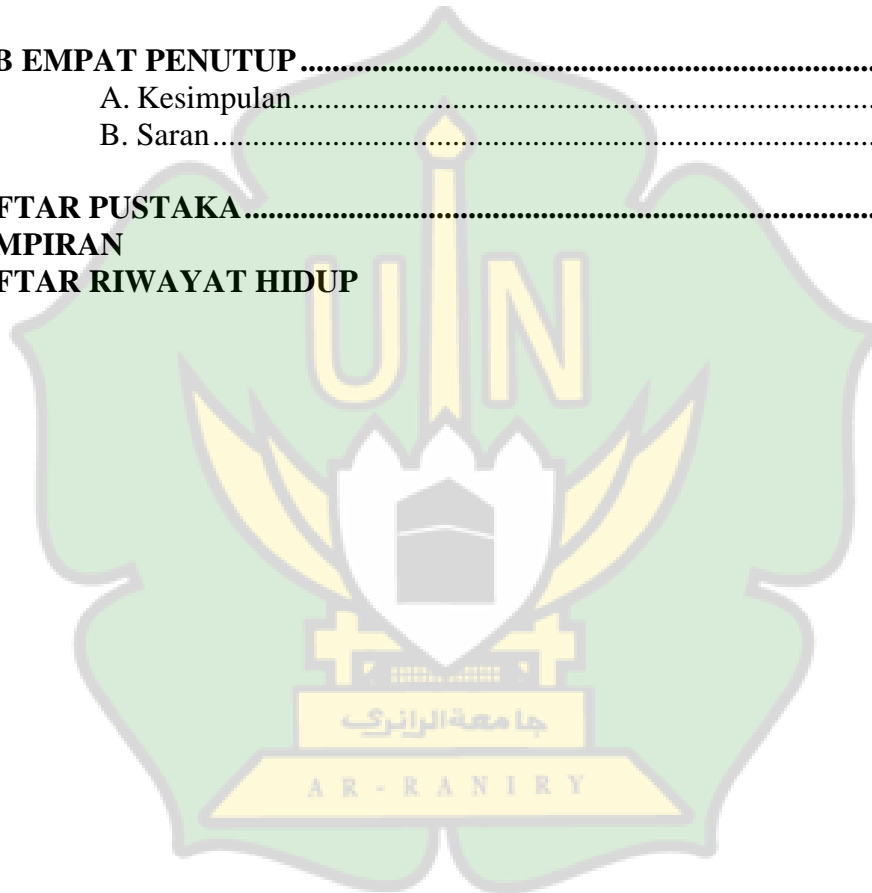 B EMPAT PENUTUP
A. Kesimpulan
B. Saran
FTAR PUSTAKA
MPIRAN
FTAR RIWAYAT HIDUP
UIN
جامعة الرانري
AR-RANIRY